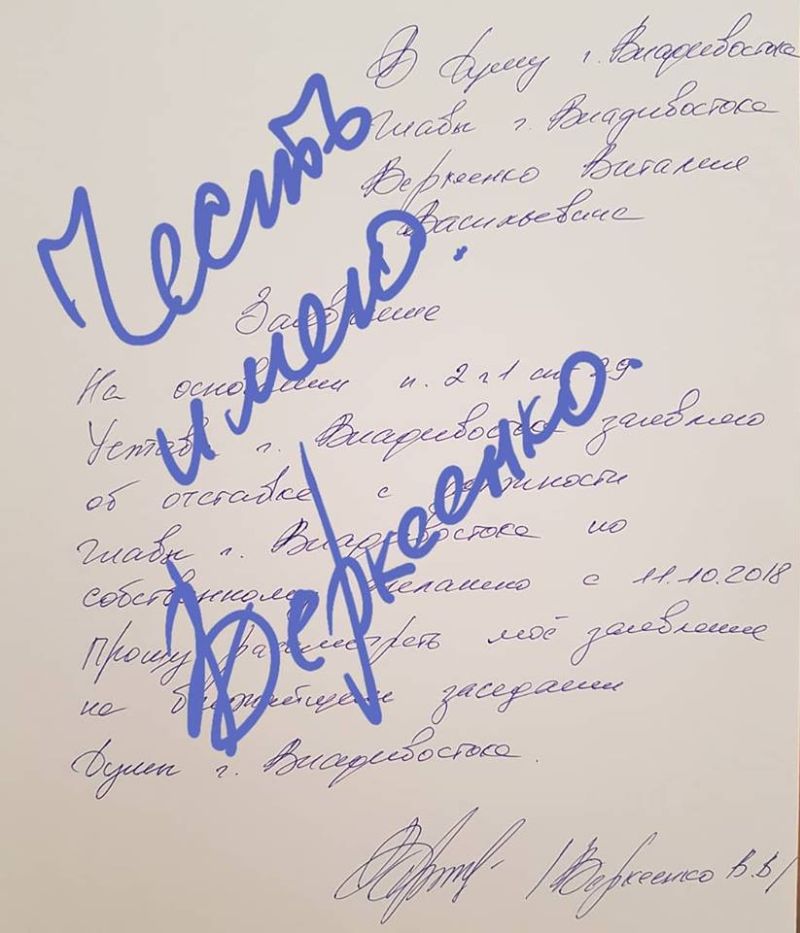 В Думу г. Владивостока
Главы г. Владивостока
Веркеенко Виталия
Васильевича
Заявление
На основании п. 2 ч 1 ст 29
Устава г. Владивостока заявляю
об отставке с должности
главы г. Владивостока по
собственному желанию с 11.10.2018
Прошу рассмотреть моё заявление
на ближайшем заседании
Думы г. Владивостока.
/Веркеенко В.В/
Честь
имею.
Веркеенко.